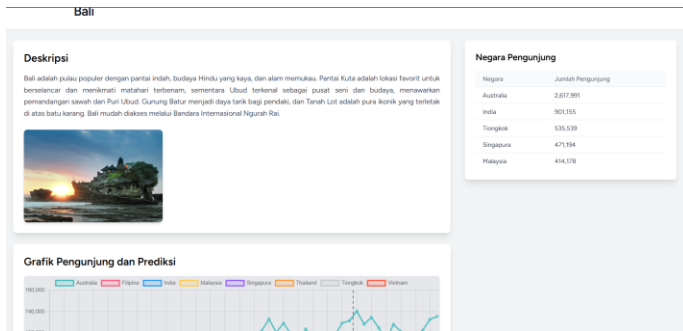 Bali
Deskripsi
Bali adalah pulau populer dengan pantai indah, budaya Hindu yang kaya, dan alam memukau. Pantai Kuta adalah lokasi favorit untuk
berselancar dan menikmati matahari terbenam, sementara Ubud terkenal sebagai pusat seni dan budaya, menawarkan
pemandangan sawah dan Puri Ubud. Gunung Batur menjadi daya tarik bagi pendaki, dan Tanah Lot adalah pura ikonik yang terletak
di atas batu karang. Bali mudah diakses melalui Bandara Internasional Ngurah Rai.
Negara Pengunjung
Negara Jumlah Pengunjung
Australia 2,617,991
India 901,155
Tiongkok 535,539
Singapura 471,194
Malaysia 414,178
Grafik Pengunjung dan Prediksi
Australia Filipina India Malaysia Singapura Thailand Tiongkok Vietnam
160,000
140,000